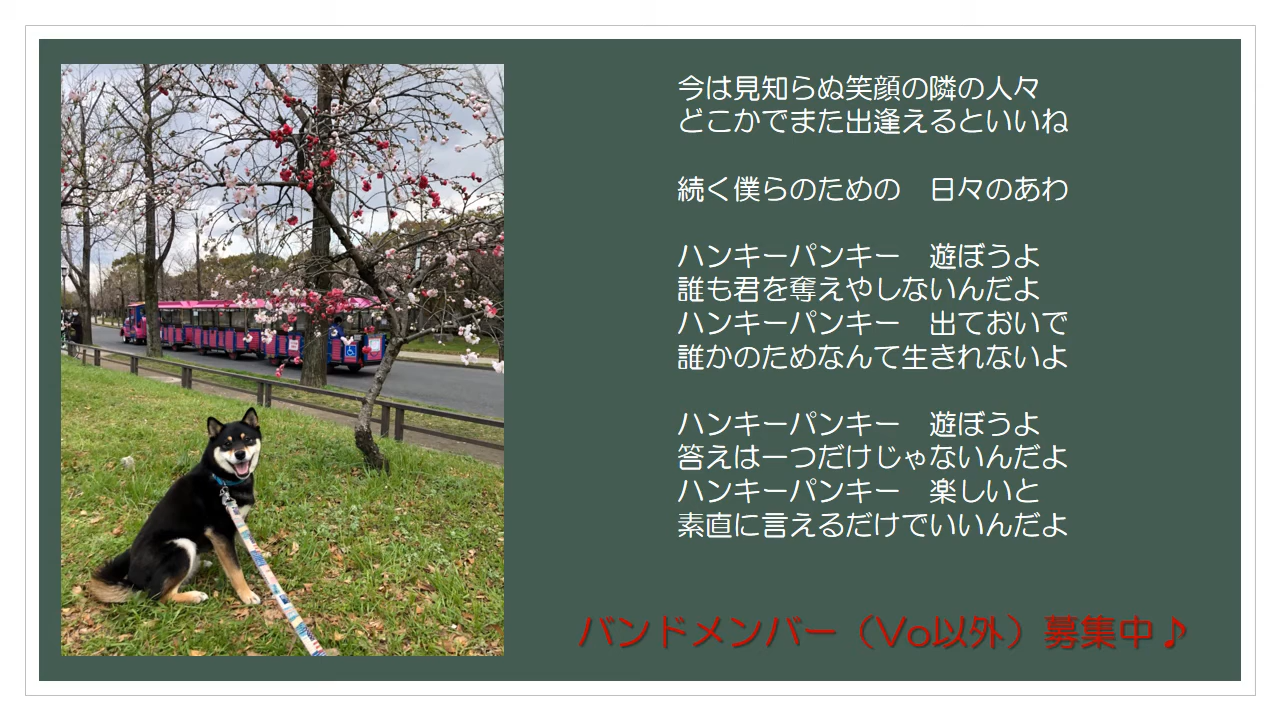 今は見知らぬ笑顔の隣の人々
どこかでまた出逢えるといいね
続く僕らのための　日々のあわ
ハンキーパンキー　遊ぼうよ
誰も君を奪えやしないんだよ
ハンキーパンキー　出ておいで
誰かのためなんて生きれないよ
ハンキーパンキー　遊ぼうよ
答えは一つだけじゃないんだよ
ハンキーパンキー　楽しいと
素直に言えるだけでいいんだよ
バンドメンバー（Vo以外）募集中♪